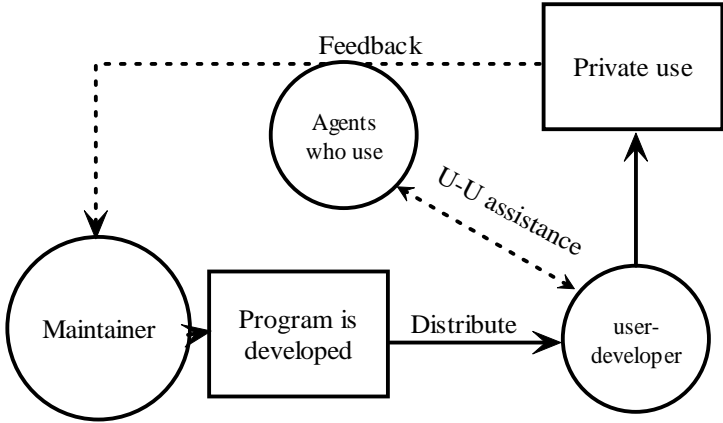 Feedback
Private use
Agents
who use
U-U assistance
Maintainer
Program is
developed
Distribute
user-
developer